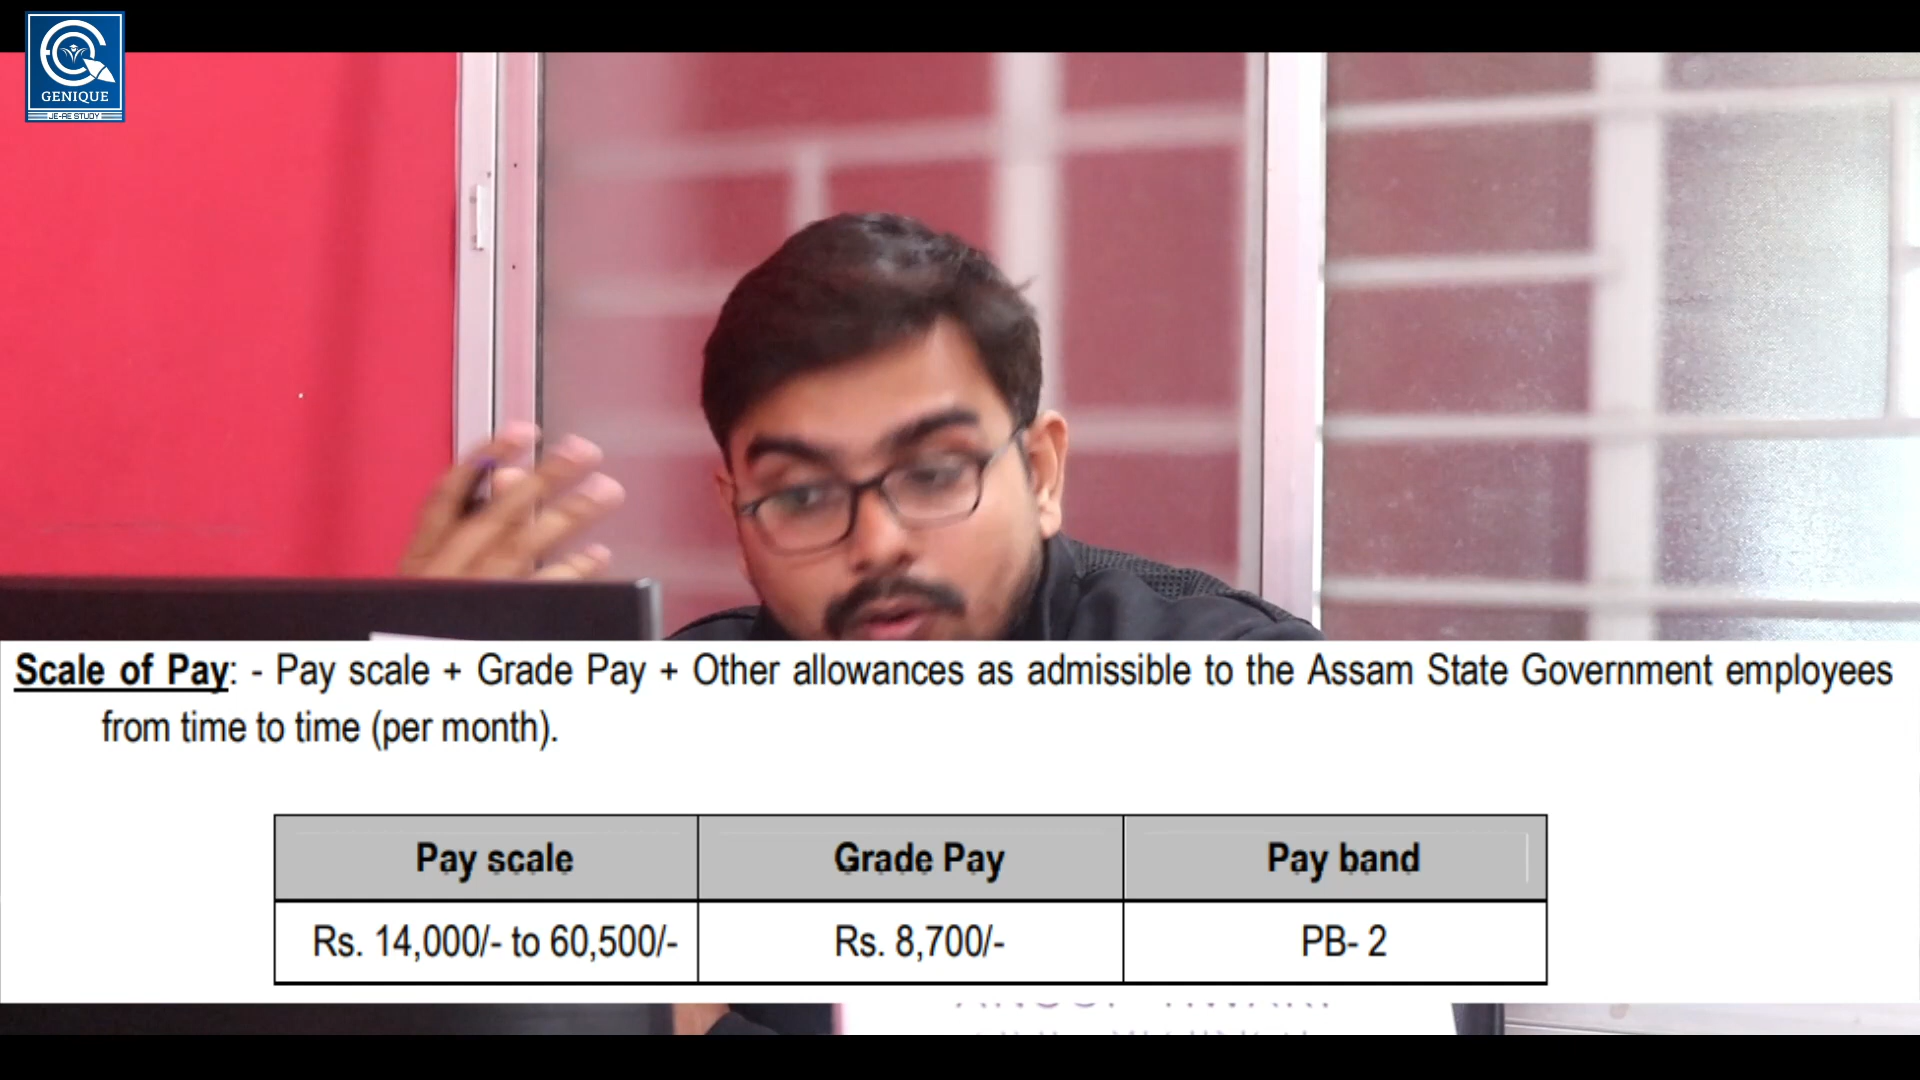 GENIQUE
JE-AE STUDY
Scale of Pay: - Pay scale + Grade Pay + Other allowances as admissible to the Assam State Government employees
from time to time (per month).
Pay scale Grade Pay Pay band
Rs. 14,000/- to 60,500/- Rs. 8,700/- PB- 2